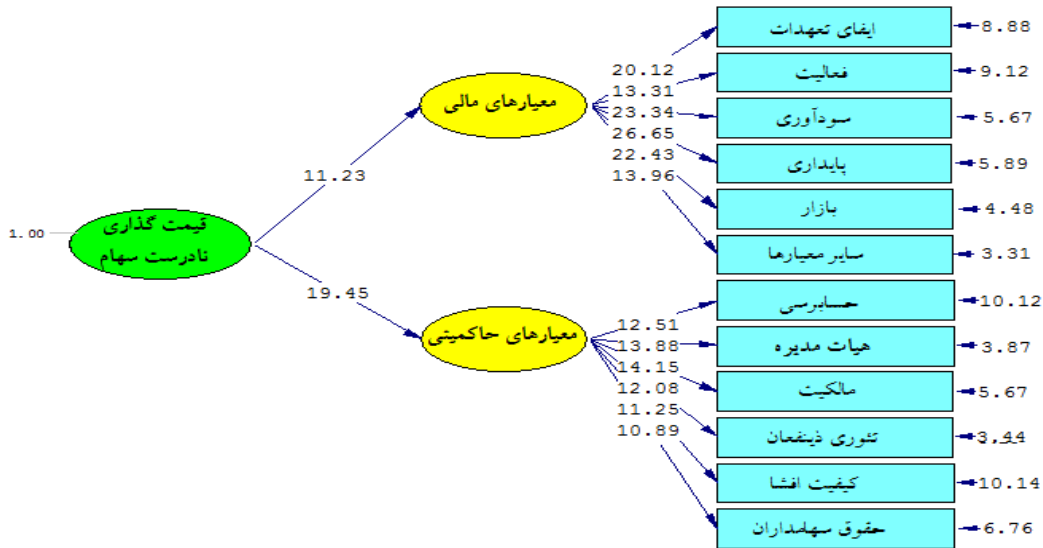 1.00
قیمت گذاری
نادرست سهام
11.23
19.45
معیارهای مالی
20.12
13.31
23.34
26.65
22.43
13.96
ایفای تعهدات
8.88
فعالیت
9.12
سودآوری
5.67
پایداری
5.89
بازار
4.48
سایر معیارها
3.31
معیارهای حاکمیتی
12.51
13.88
14.15
12.08
11.25
10.89
حسابرسی
10.12
هیات مدیره
3.87
مالکیت
5.67
تئوری ذینفعان
3.44
کیفیت افشا
10.14
حقوق سهامداران
6.76